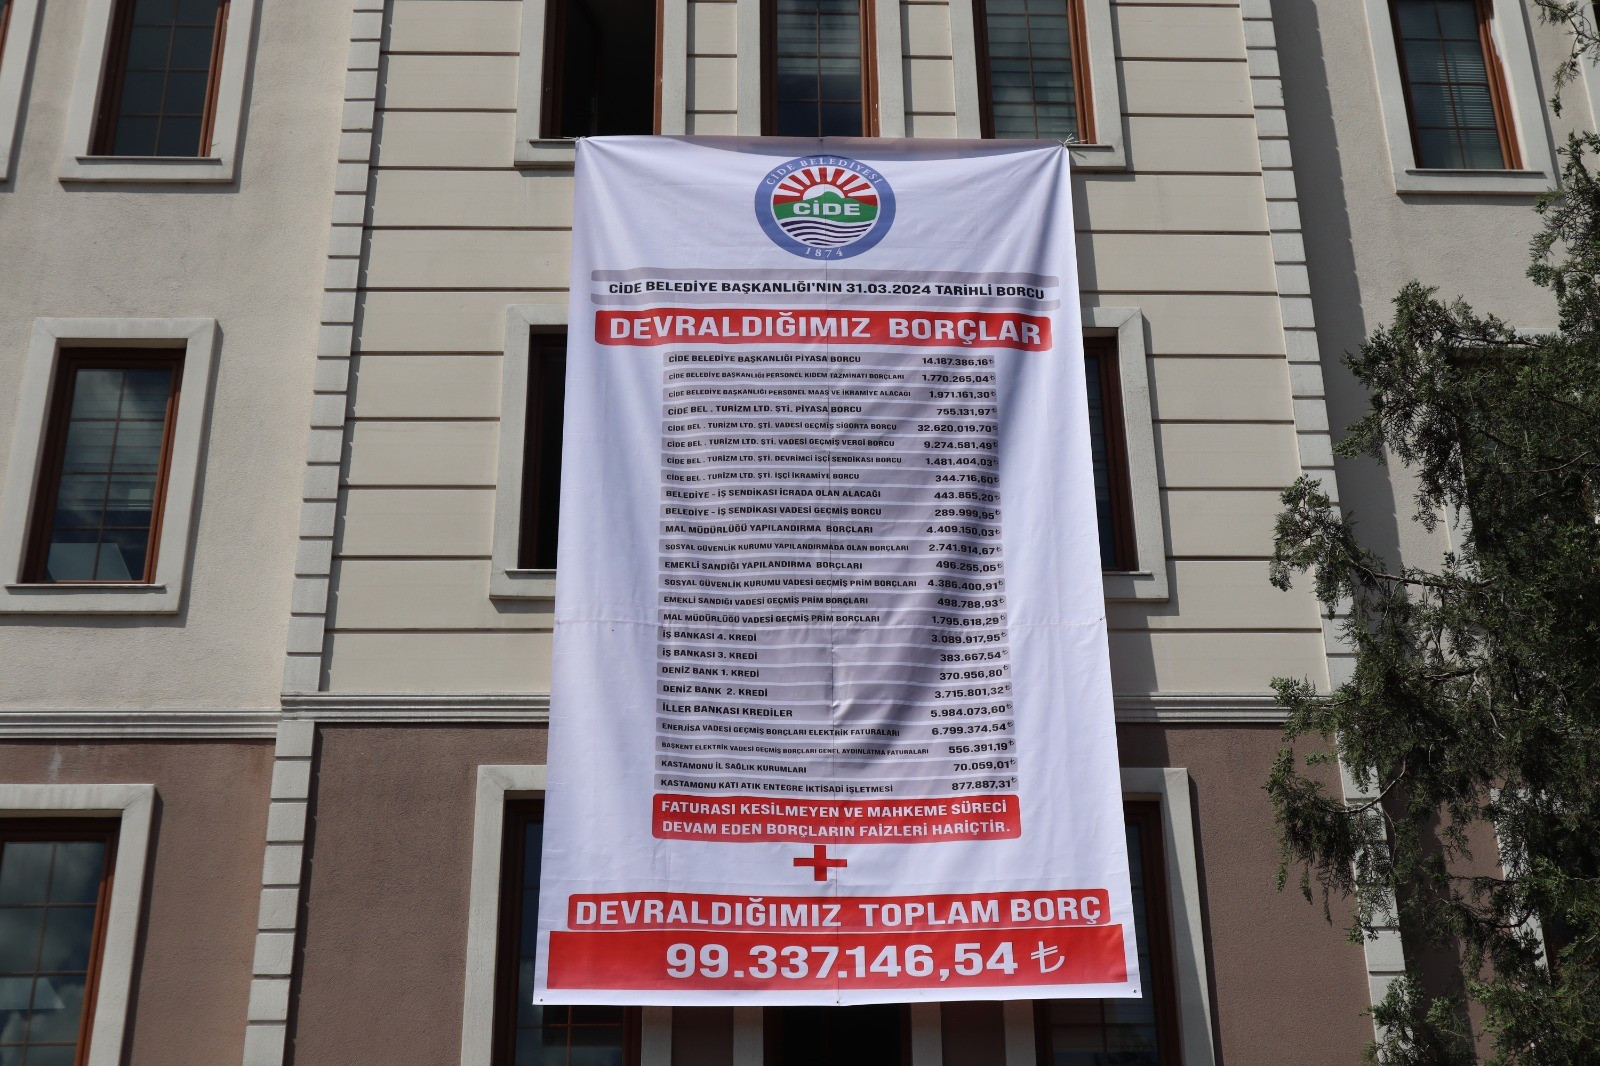 CİDE BELEDİYESİ
CİDE
1874
CİDE BELEDİYE BAŞKANLIĞI'NIN 31.03.2024 TARİHLİ BORCU
DEVRALDIĞIMIZ BORÇLAR
CİDE BELEDİYE BAŞKANLIĞI PİYASA BORCU 14.187.386,16₺
CİDE BELEDİYE BAŞKANLIĞI PERSONEL KIDEM TAZMİNATI BORÇLARI 1.770.265,04₺
CİDE BELEDİYE BAŞKANLIĞI PERSONEL MAAŞ VE İKRAMİYE ALACAĞI 1.971.161,30₺
CİDE BEL . TURİZM LTD. ŞTİ. PİYASA BORCU 755.131,97₺
CİDE BEL . TURİZM LTD. ŞTİ. VADESİ GEÇMİŞ SİGORTA BORCU 32.620.019,70₺
CİDE BEL . TURİZM LTD. ŞTİ. VADESİ GEÇMİŞ VERGİ BORCU 9.274.581,49₺
CİDE BEL . TURİZM LTD. ŞTİ. DEVRİMCİ İŞÇİ SENDİKASI BORCU 1.481.404,03₺
CİDE BEL . TURİZM LTD. ŞTİ. İŞÇİ İKRAMİYE BORCU 344.716,60₺
BELEDİYE - İŞ SENDİKASI İCRADA OLAN ALACAĞI 443.865,20₺
BELEDİYE - İŞ SENDİKASI VADESİ GEÇMİŞ BORCU 289.999,95₺
MAL MÜDÜRLÜĞÜ YAPILANDIRMA BORÇLARI 4.409.150,03₺
SOSYAL GÜVENLİK KURUMU YAPILANDIRMADA OLAN BORÇLARI 2.741.914,67₺
EMEKLİ SANDIĞI YAPILANDIRMA BORÇLARI 496.255,05₺
SOSYAL GÜVENLİK KURUMU VADESİ GEÇMİŞ PRİM BORÇLARI 4.386.400,91₺
EMEKLİ SANDIĞI VADESİ GEÇMİŞ PRİM BORÇLARI 498.788,93₺
MAL MÜDÜRLÜĞÜ VADESİ GEÇMİŞ PRİM BORÇLARI 1.795.618,29₺
İŞ BANKASI 4. KREDİ 3.089.917,95₺
İŞ BANKASI 3. KREDİ 383.667,54₺
DENİZ BANK 1. KREDİ 370.956,80₺
DENİZ BANK 2. KREDİ 3.715.801,32₺
İLLER BANKASI KREDİLER 5.984.073,60₺
ENERJİSA VADESİ GEÇMİŞ BORÇLARI ELEKTRİK FATURALARI 6.799.374,54₺
BAŞKENT ELEKTRİK VADESİ GEÇMİŞ BORÇLARI GENEL AYDINLATMA FATURALARI 556.391,19₺
KASTAMONU İL SAĞLIK KURUMLARI 70.059,01₺
KASTAMONU KATI ATIK ENTEGRE İKTİSADİ İŞLETMESİ 877.887,31₺
FATURASI KESİLMEYEN VE MAHKEME SÜRECİ
DEVAM EDEN BORÇLARIN FAİZLERİ HARİÇTİR.
+
DEVRALDIĞIMIZ TOPLAM BORÇ
99.337.146,54 ₺